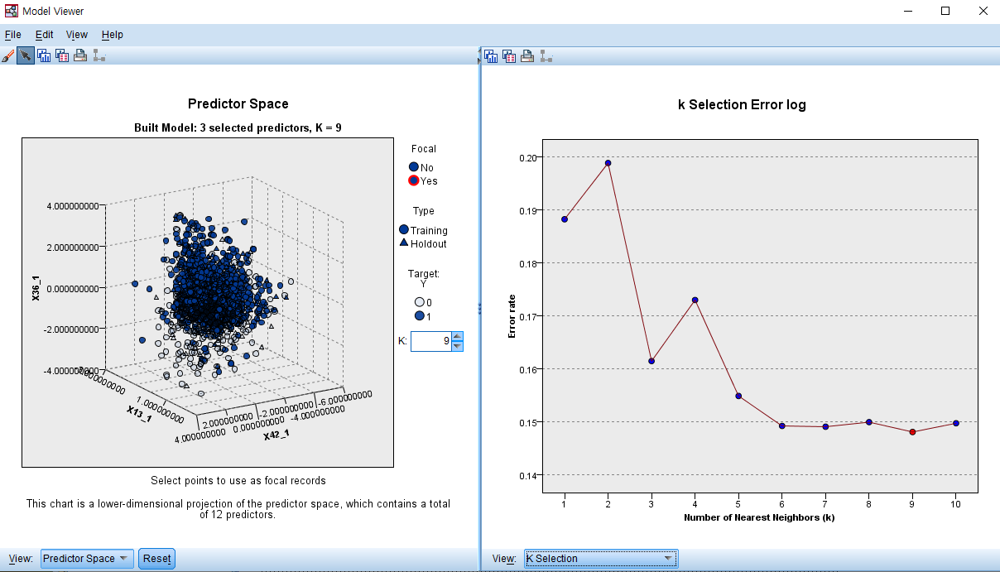 Model Viewer
File Edit View Help
Predictor Space
Built Model: 3 selected predictors, K = 9
4.000000000
2.000000000
0.000000000
-2.000000000
-4.000000000
X36_1
1.000000000
X13_1
4.000000000
2.000000000
0.000000000
-2.000000000
-4.000000000
-6.000000000
X42_1
Focal
No
Yes
Type
Training
Holdout
Target:
Y
0
1
K: 9
Select points to use as focal records
This chart is a lower-dimensional projection of the predictor space, which contains a total
of 12 predictors.
View: Predictor Space Reset
k Selection Error log
0.20
0.19
0.18
0.17
0.16
0.15
0.14
Error rate
1 2 3 4 5 6 7 8 9 10
Number of Nearest Neighbors (k)
View: K Selection